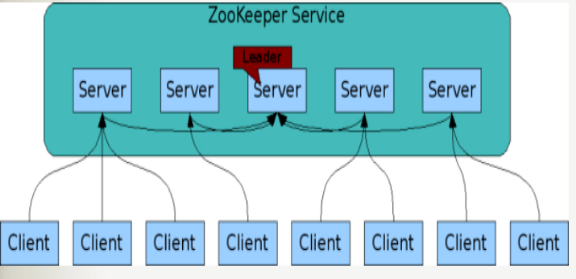 ZooKeeper Service
Leader
Server Server Server Server Server
Client Client Client Client Client Client Client Client